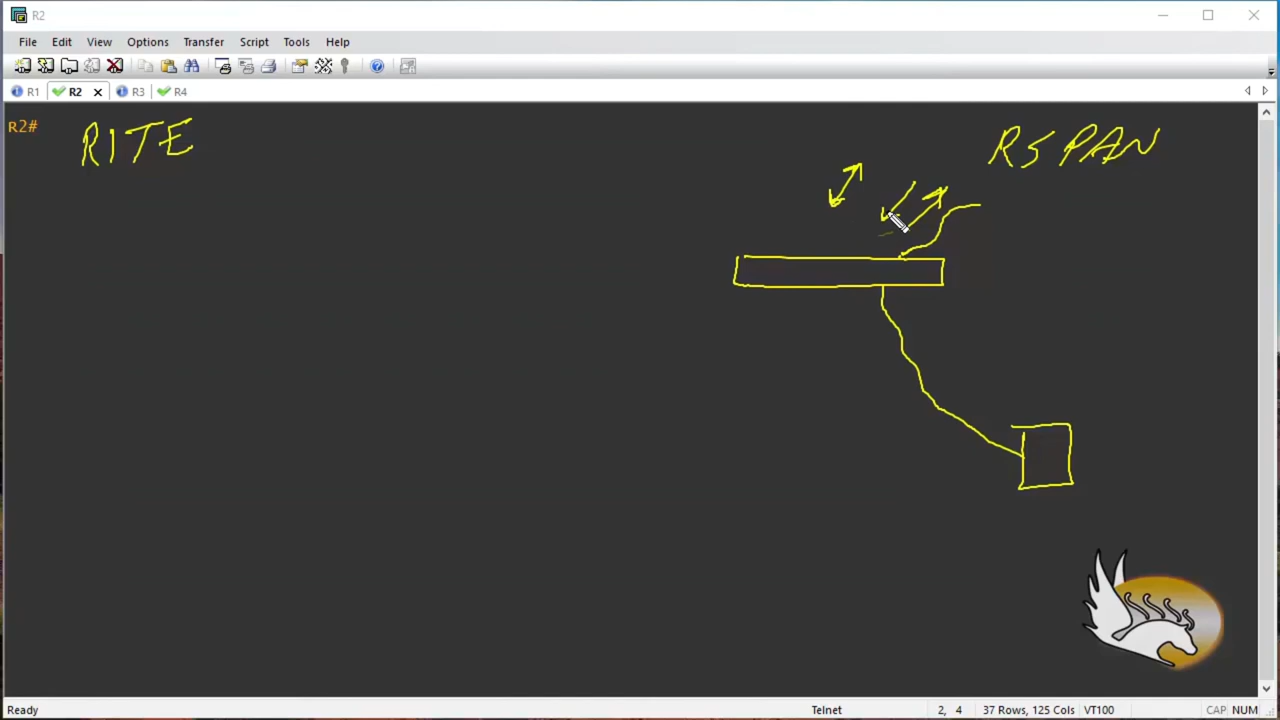 R2
File Edit View Options Transfer Script Tools Help
R1 R2 R3 R4
R2# RITE RSPAN
Ready Telnet 2, 4 37 Rows, 125 Cols VT100 CAP NUM